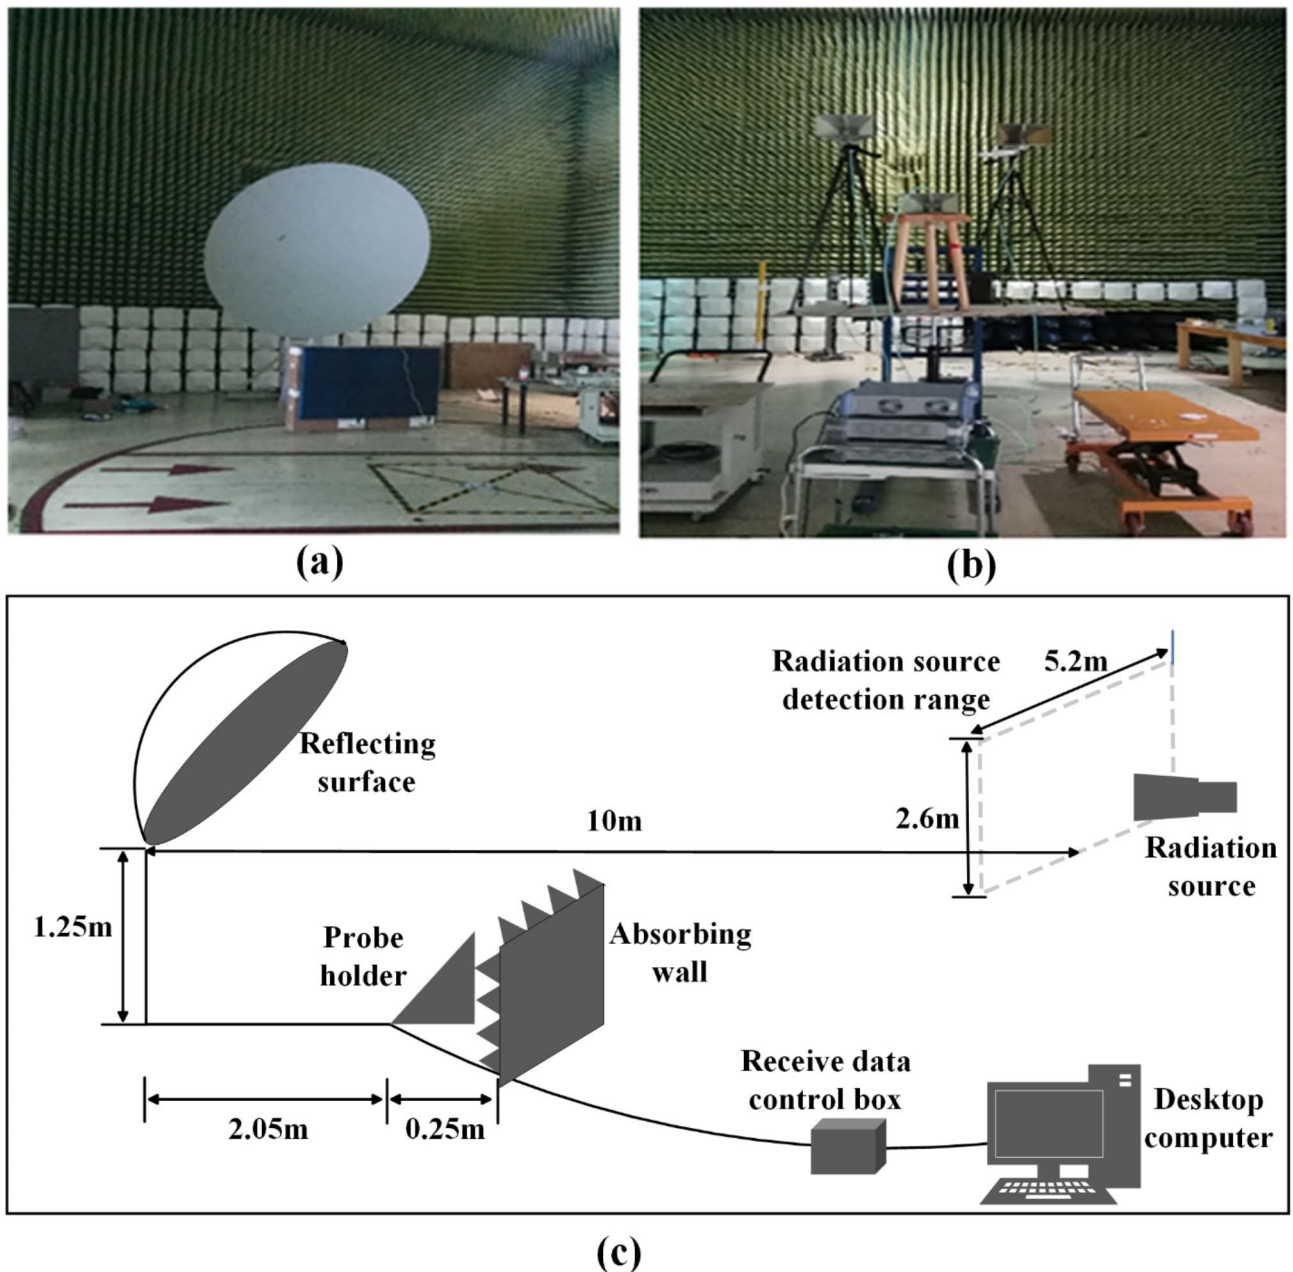 (a)
(b)
Radiation source
detection range
5.2m
Reflecting
surface
10m
2.6m
Radiation
source
1.25m
Probe
holder
Absorbing
wall
Receive data
control box
Desktop
computer
2.05m
0.25m
(c)